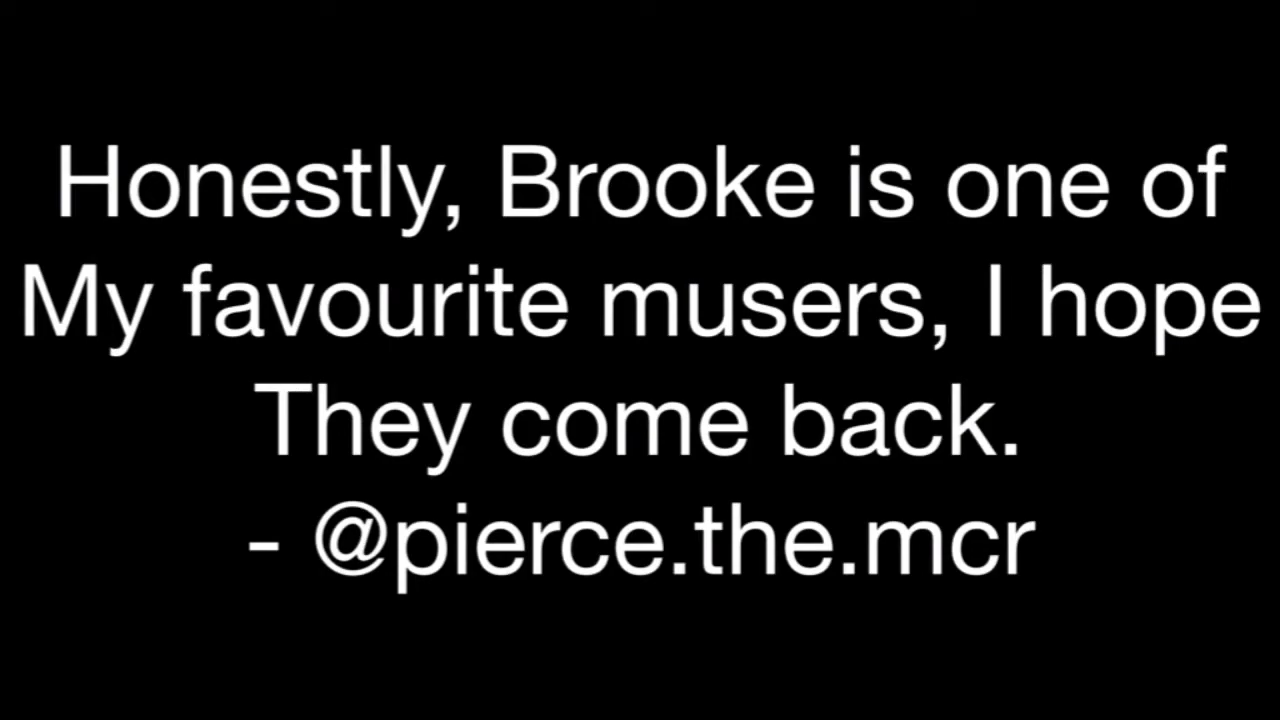 Honestly, Brooke is one of
My favourite musers, I hope
They come back.
- @pierce.the.mcr